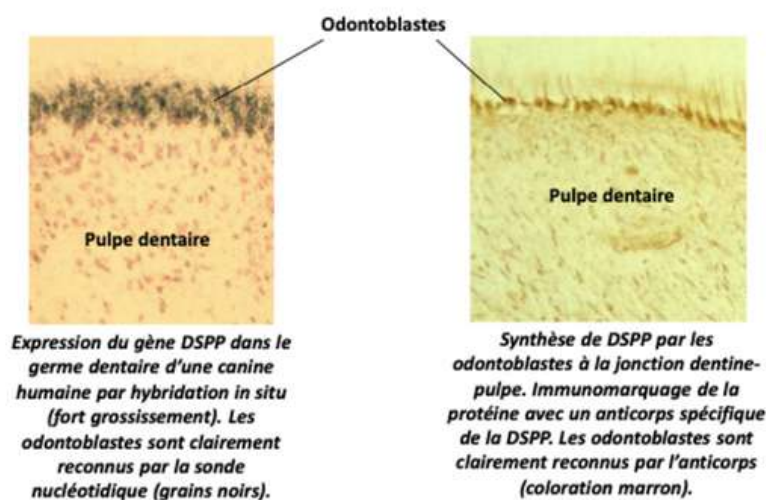 Odontoblastes
Pulpe dentaire
Expression du gène DSPP dans le
germe dentaire d'une canine
humaine par hybridation in situ
(fort grossissement). Les
odontoblastes sont clairement
reconnus par la sonde
nucléotidique (grains noirs).
Pulpe dentaire
Synthèse de DSPP par les
odontoblastes à la jonction dentine-
pulpe. Immunomarquage de la
protéine avec un anticorps spécifique
de la DSPP. Les odontoblastes sont
clairement reconnus par l'anticorps
(coloration marron).